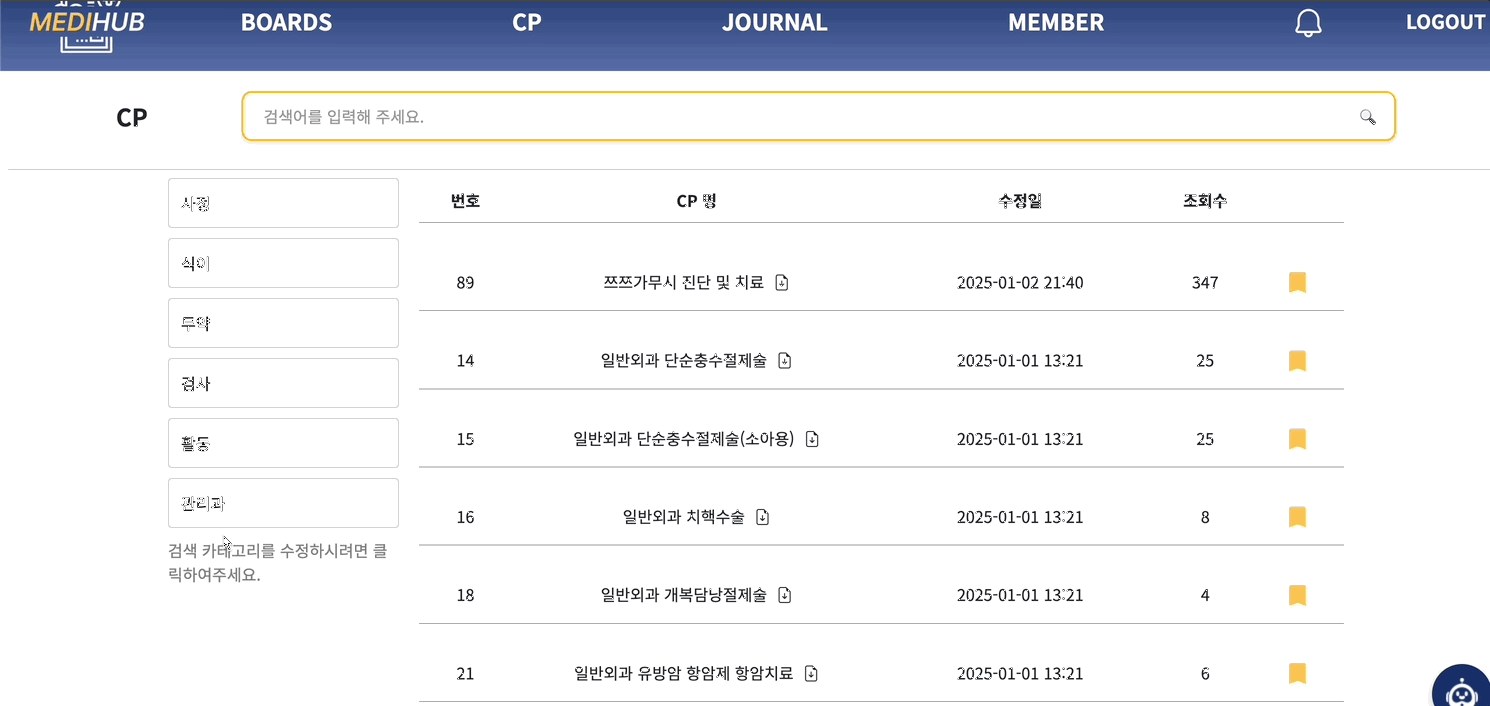 MEDIHUB BOARDS CP JOURNAL MEMBER LOGOUT
CP 검색어를 입력해 주세요.
사정
식이
투약
검사
활동
관리과
검색 카테고리를 수정하시려면 클
릭하여주세요.
번호 CP 명 수정일 조회수
89 쯔쯔가무시 진단 및 치료 2025-01-02 21:40 347
14 일반외과 단순충수절제술 2025-01-01 13:21 25
15 일반외과 단순충수절제술(소아용) 2025-01-01 13:21 25
16 일반외과 치핵수술 2025-01-01 13:21 8
18 일반외과 개복담낭절제술 2025-01-01 13:21 4
21 일반외과 유방암 항암제 항암치료 2025-01-01 13:21 6